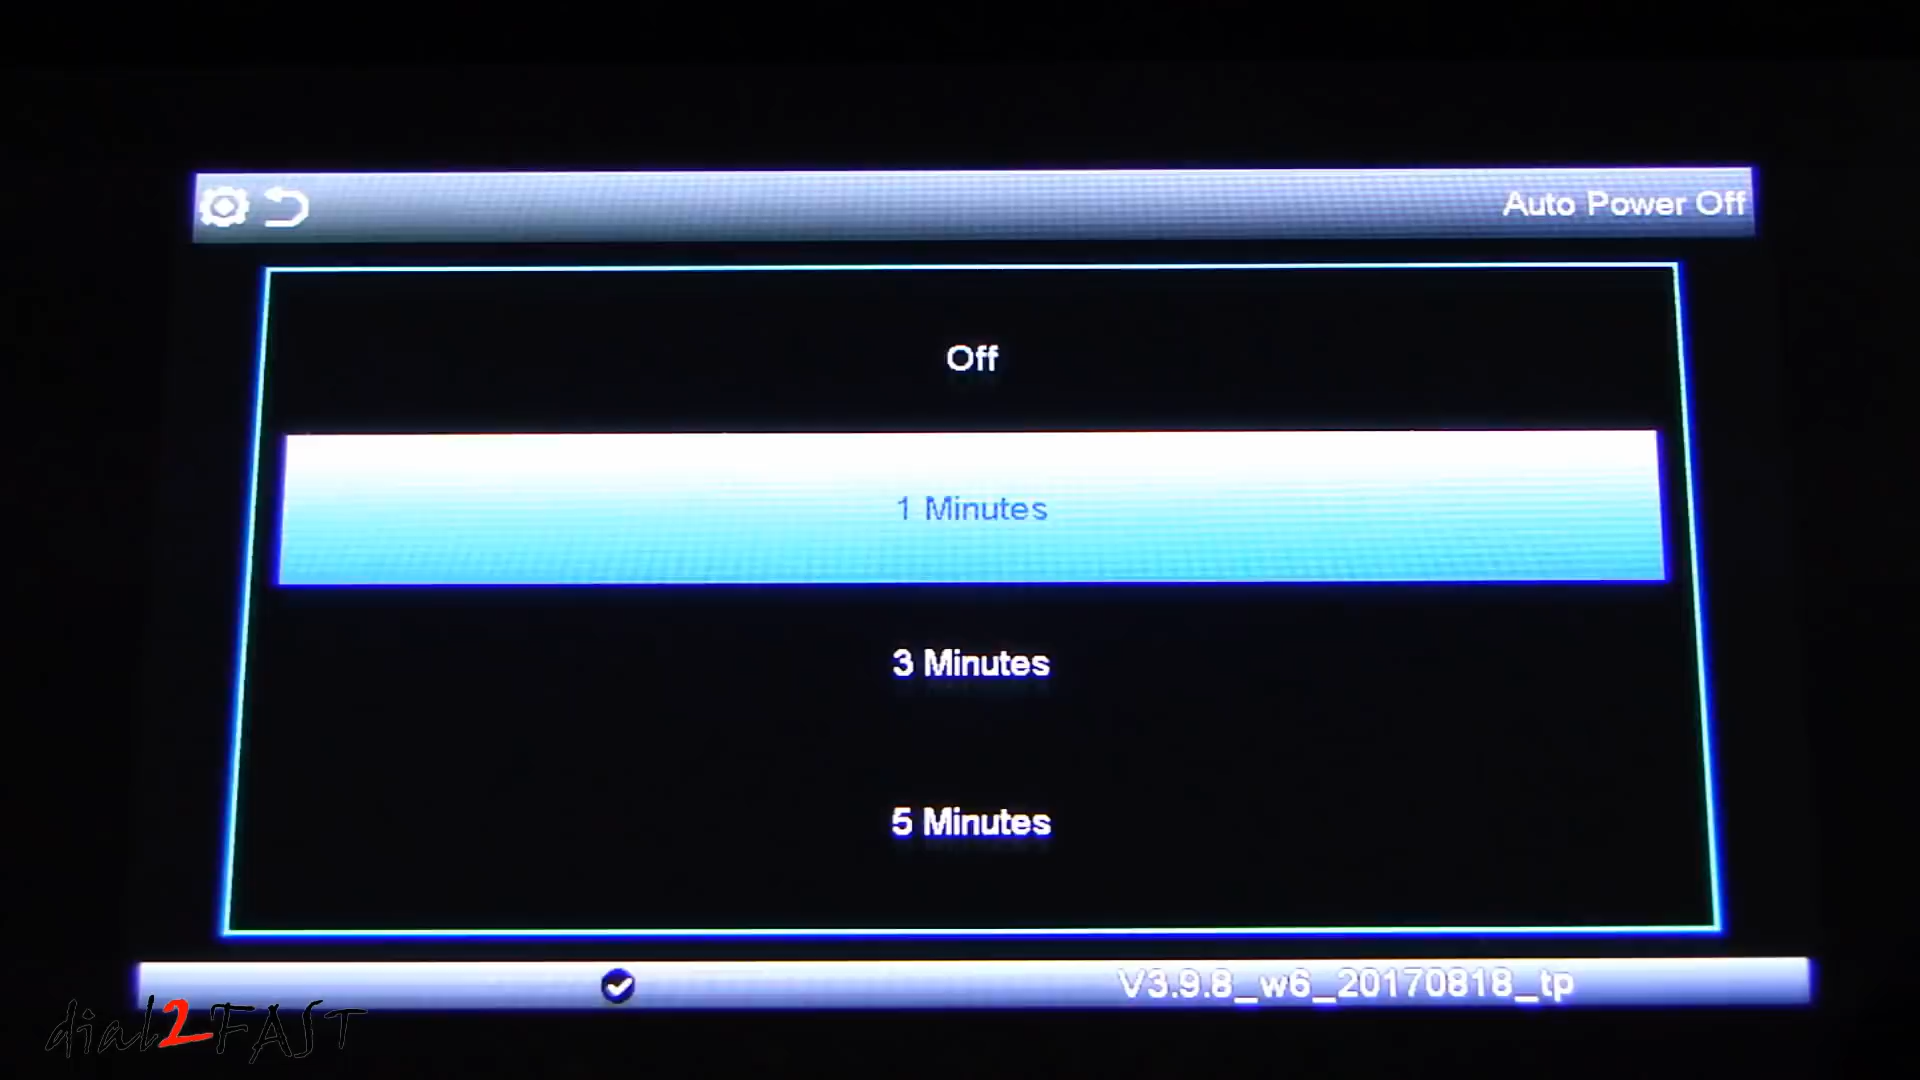 Auto Power Off
Off
1 Minutes
3 Minutes
5 Minutes
V3.9.8_w6_20170818_tp
dial2FAST